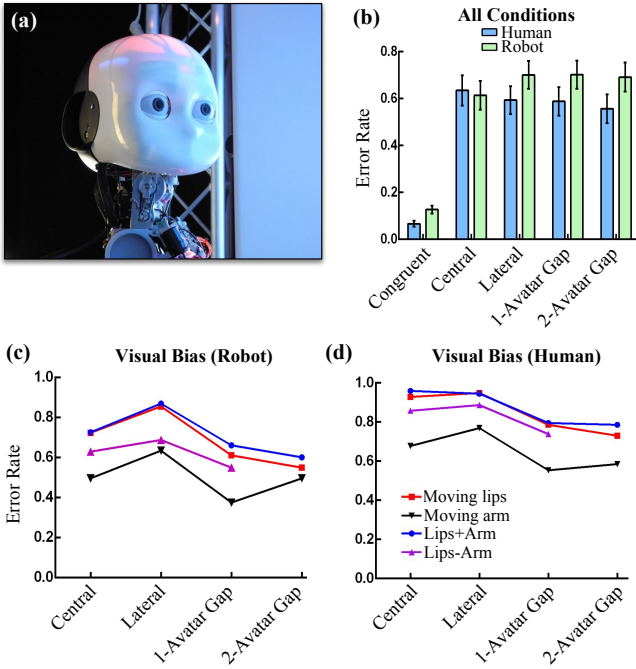 (a)
(b)
All Conditions
Human
Robot
Error Rate
0.8
0.6
0.4
0.2
0.0
Congruent
Central
Lateral
1-Avatar Gap
2-Avatar Gap
(c)
Visual Bias (Robot)
Error Rate
1.0
0.8
0.6
0.4
0.2
0.0
Central
Lateral
1-Avatar Gap
2-Avatar Gap
(d)
Visual Bias (Human)
1.0
0.8
0.6
0.4
0.2
0.0
Moving lips
Moving arm
Lips+Arm
Lips-Arm
Central
Lateral
1-Avatar Gap
2-Avatar Gap